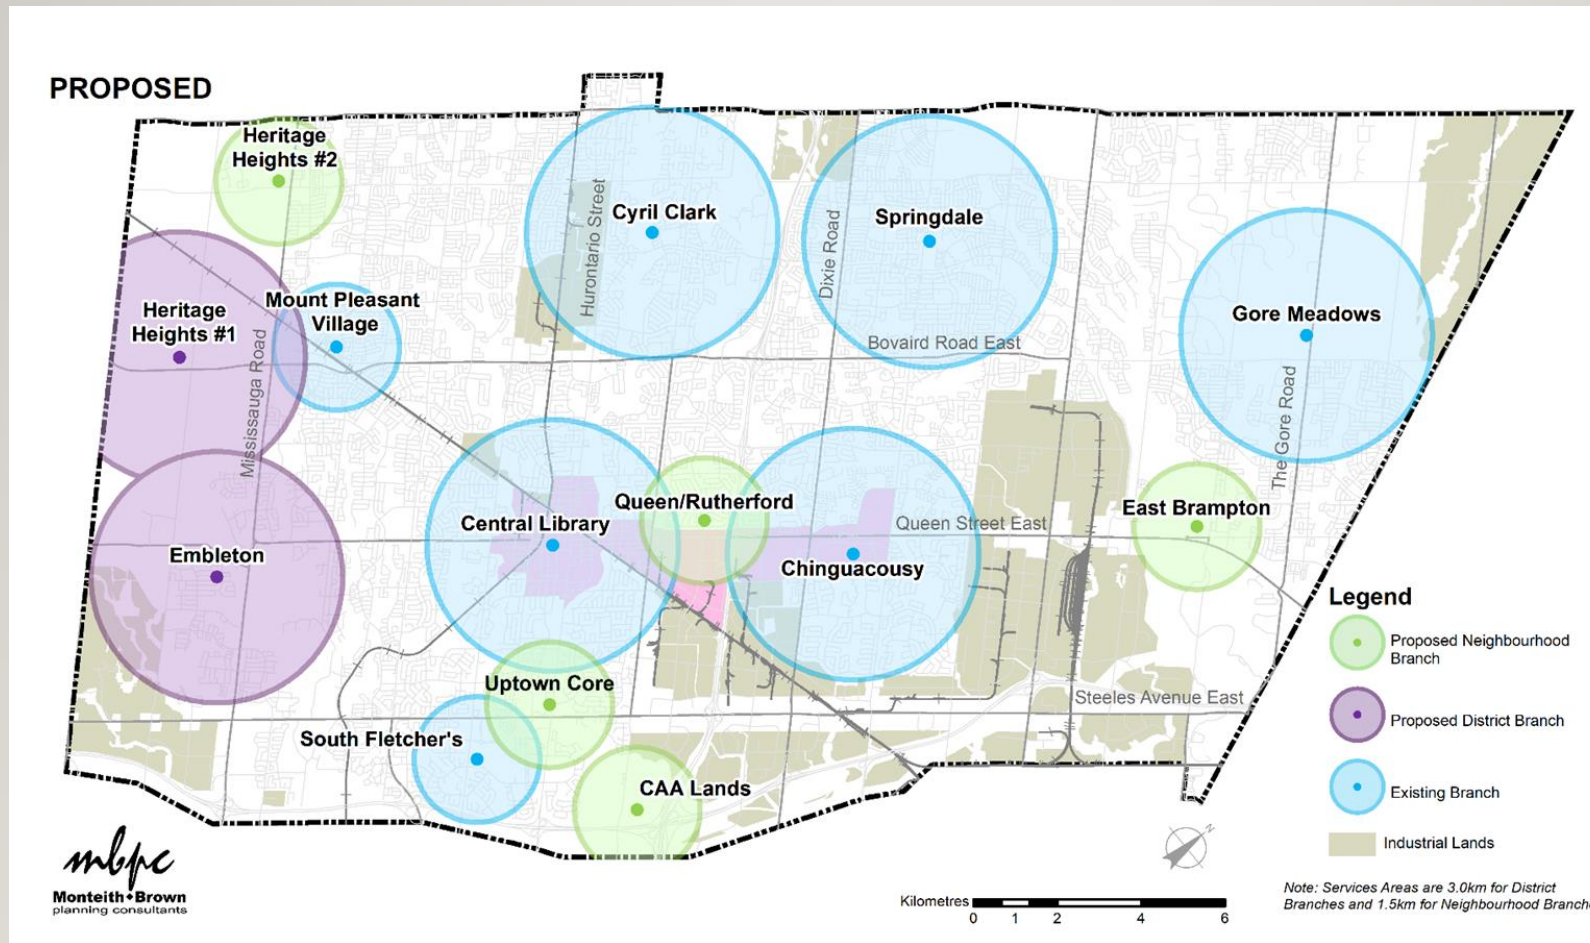 PROPOSED
Heritage
Heights #2
Cyril Clark
Springdale
Hurontario Street
Dixie Road
Heritage
Heights #1
Mount Pleasant
Village
Gore Meadows
Bovaird Road East
Mississauga Road
The Gore Road
Queen/Rutherford
Central Library
Queen Street East
East Brampton
Embleton
Chinguacousy
Uptown Core
Steeles Avenue East
South Fletcher's
CAA Lands
Legend
Proposed Neighbourhood
Branch
Proposed District Branch
Existing Branch
Industrial Lands
N
mbpc
Monteith Brown
planning consultants
Kilometres
0 1 2 4 6
Note: Services Areas are 3.0km for District
Branches and 1.5km for Neighbourhood Branche